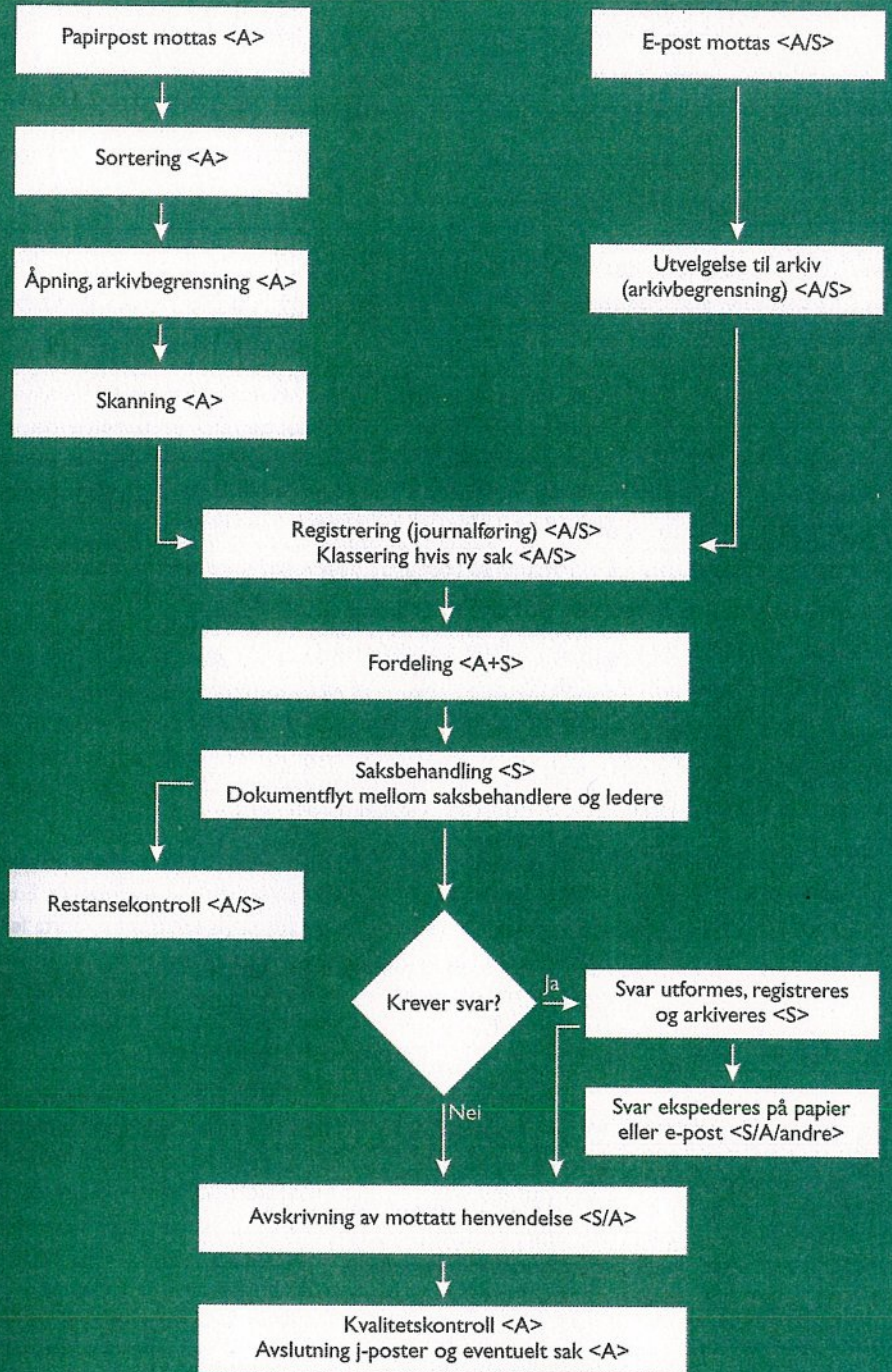 Papirpost mottas <A>
E-post mottas <A/S>
Sortering <A>
Åpning, arkivbegrensning <A>
Utvelgelse til arkiv
(arkivbegrensning) <A/S>
Skanning <A>
Registrering (journalføring) <A/S>
Klassering hvis ny sak <A/S>
Fordeling <A+S>
Saksbehandling <S>
Dokumentflyt mellom saksbehandlere og ledere
Restansekontroll <A/S>
Krever svar?
Ja
Svar utformes, registreres
og arkiveres <S>
Svar ekspederes på papier
eller e-post <S/A/andre>
Nei
Avskrivning av mottatt henvendelse <S/A>
Kvalitetskontroll <A>
Avslutning j-poster og eventuelt sak <A>